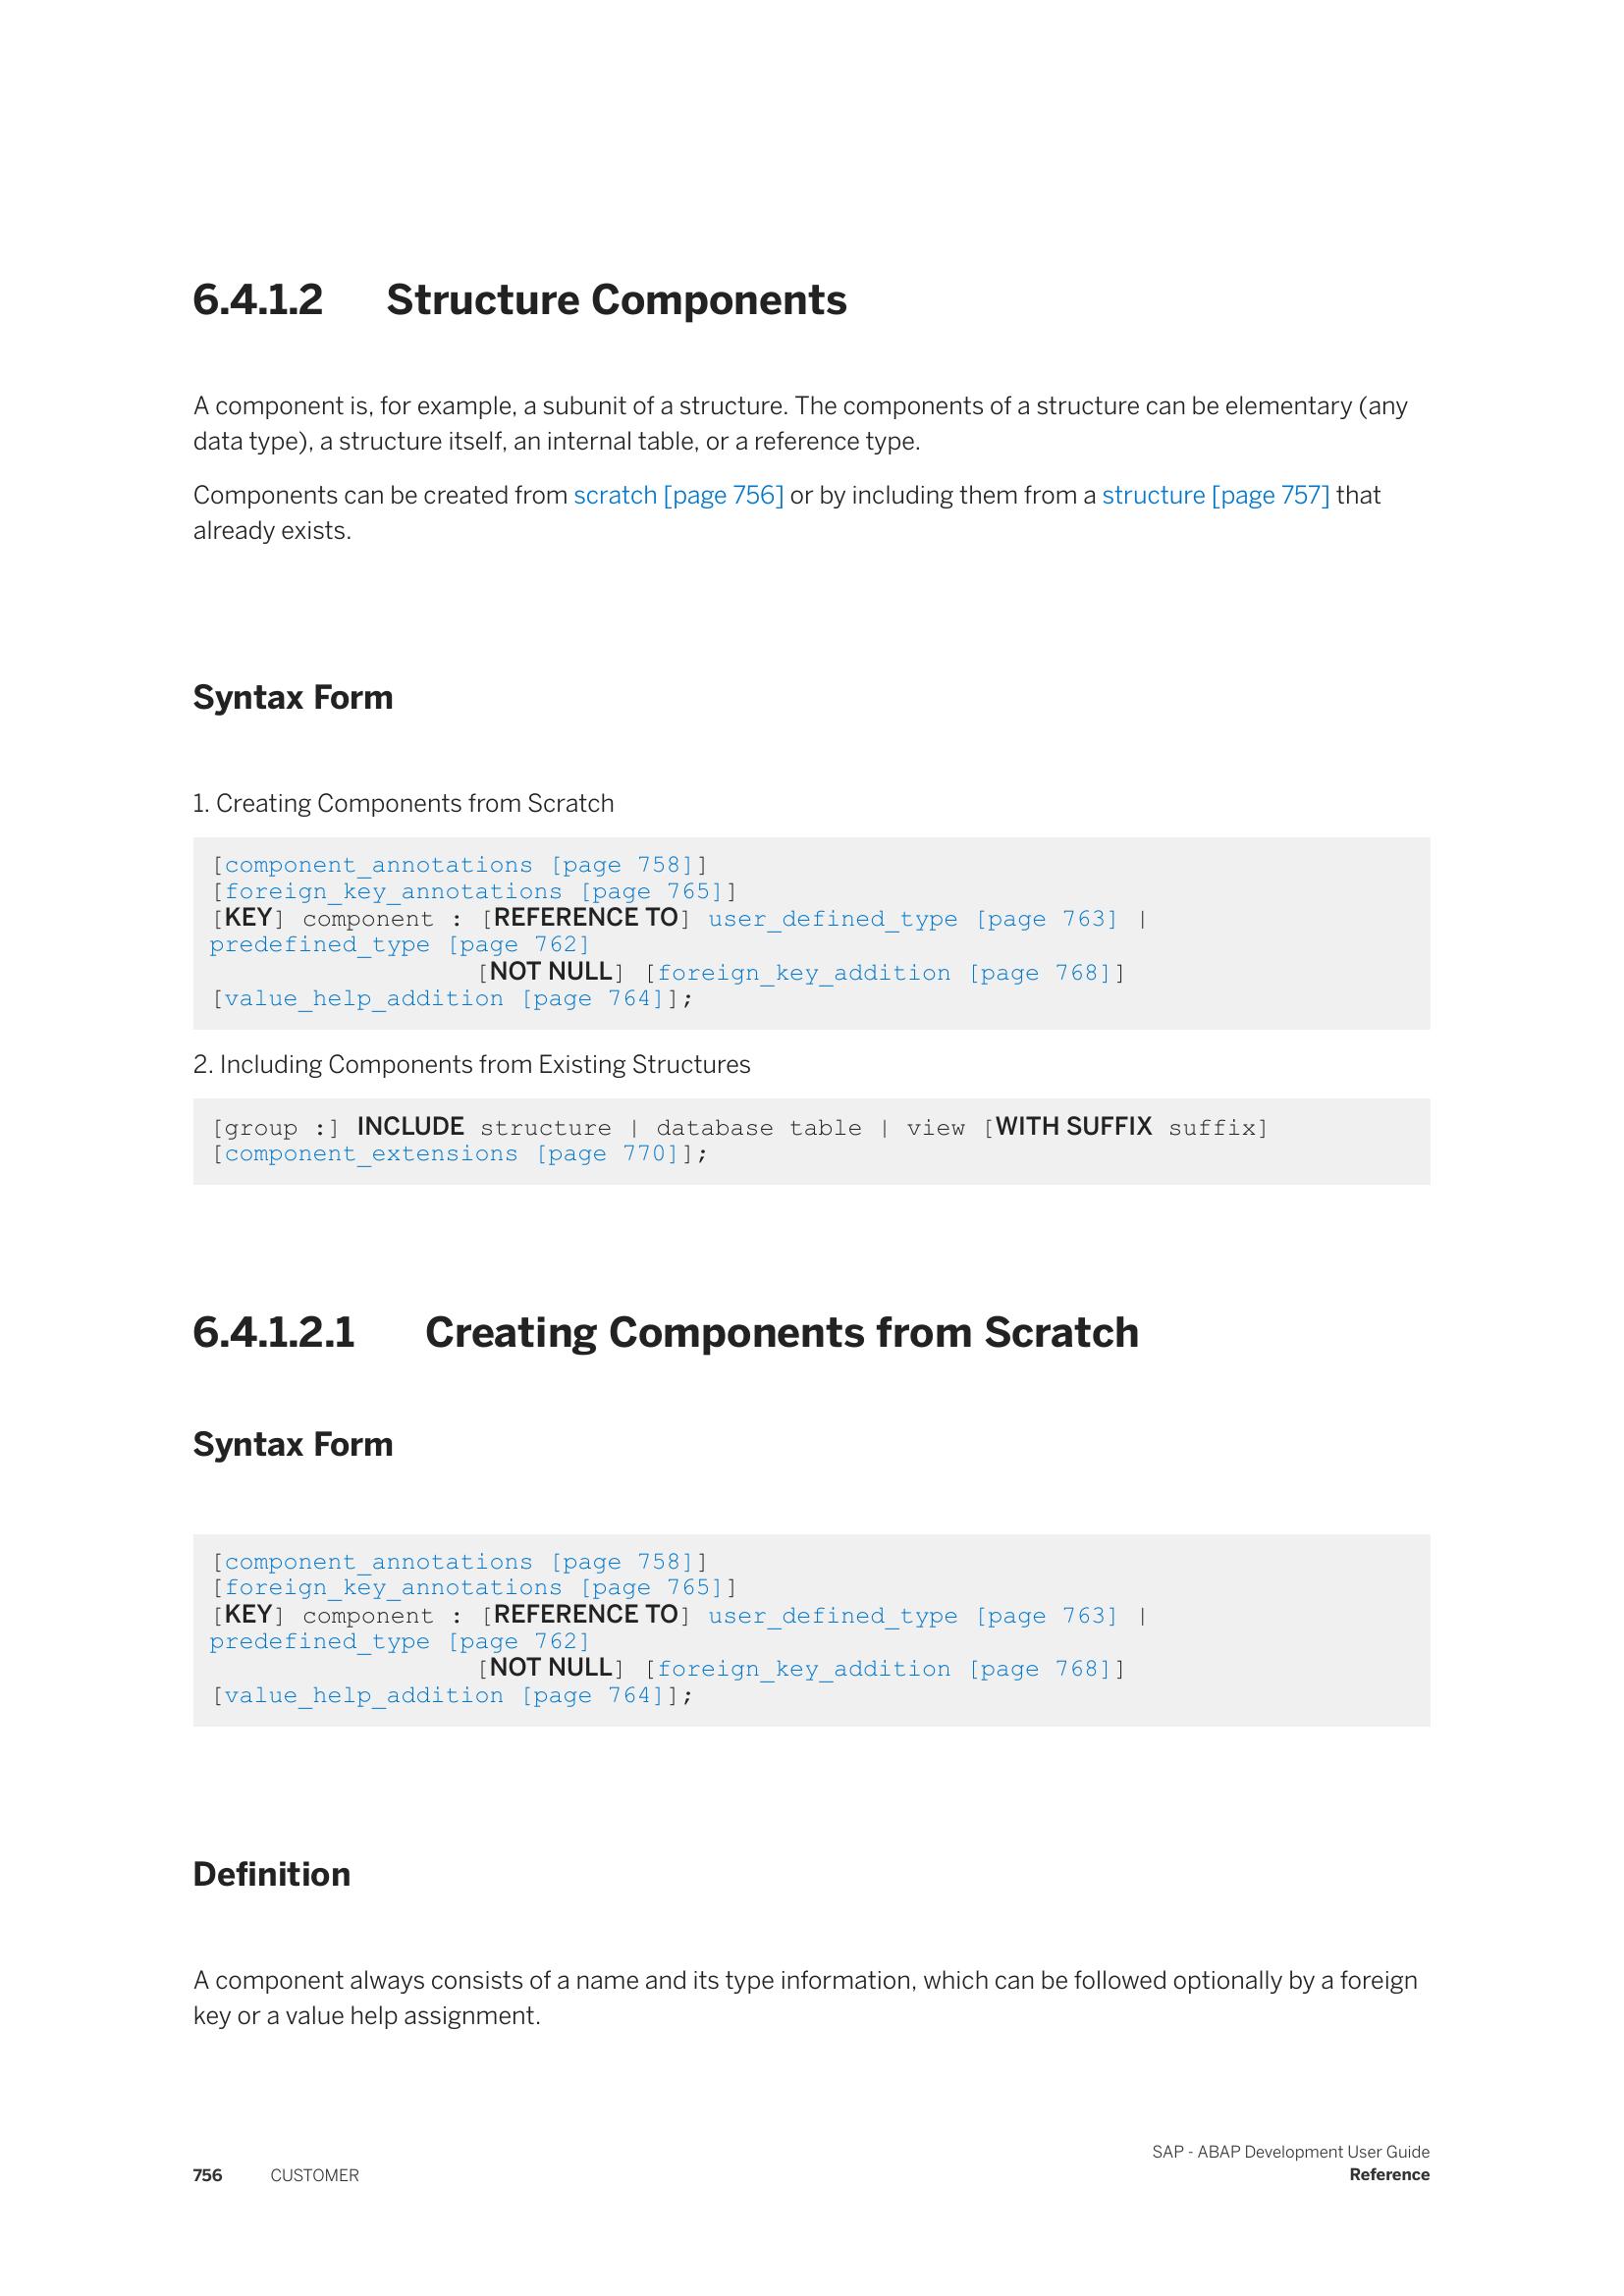 6.4.1.2 Structure Components
A component is, for example, a subunit of a structure. The components of a structure can be elementary (any
data type), a structure itself, an internal table, or a reference type.
Components can be created from scratch [page 756] or by including them from a structure [page 757] that
already exists.
Syntax Form
1. Creating Components from Scratch
[component_annotations [page 758]]
[foreign_key_annotations [page 765]]
[KEY] component : [REFERENCE TO] user_defined_type [page 763] |
predefined_type [page 762]
[NOT NULL] [foreign_key_addition [page 768]]
[value_help_addition [page 764]];
2. Including Components from Existing Structures
[group :] INCLUDE structure | database table | view [WITH SUFFIX suffix]
[component_extensions [page 770]];
6.4.1.2.1 Creating Components from Scratch
Syntax Form
[component_annotations [page 758]]
[foreign_key_annotations [page 765]]
[KEY] component : [REFERENCE TO] user_defined_type [page 763] |
predefined_type [page 762]
[NOT NULL] [foreign_key_addition [page 768]]
[value_help_addition [page 764]];
Definition
A component always consists of a name and its type information, which can be followed optionally by a foreign
key or a value help assignment.
SAP - ABAP Development User Guide
756 CUSTOMER Reference